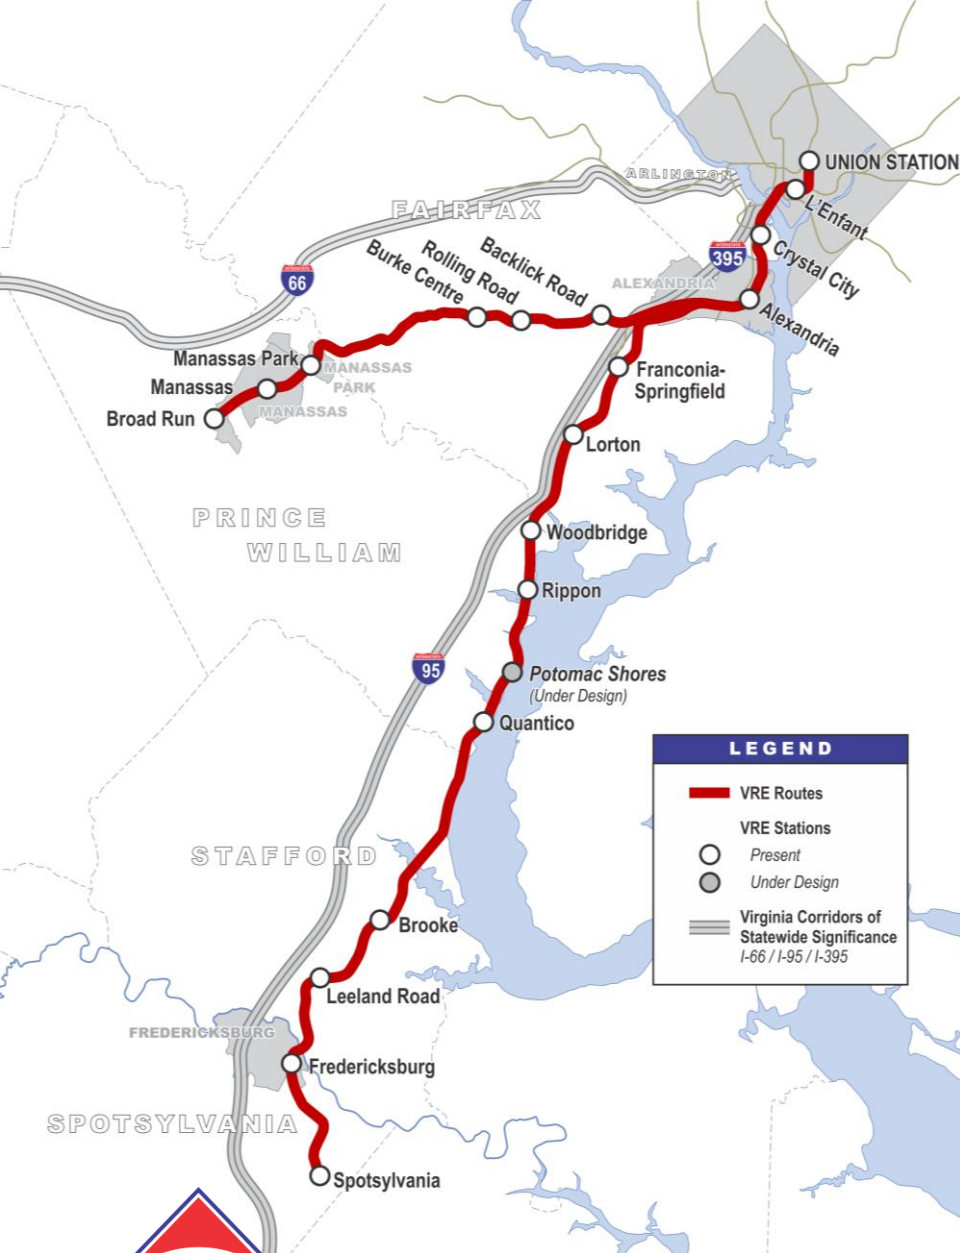 UNION STATION
ARLINGTON
L'Enfant
FAIRFAX
Crystal City
INTERSTATE
395
Backlick Road
Rolling Road
Burke Centre
INTERSTATE
66
ALEXANDRIA
Alexandria
Manassas Park
MANASSAS
PARK
Franconia-
Springfield
Manassas
MANASSAS
Broad Run
Lorton
PRINCE
WILLIAM
Woodbridge
Rippon
INTERSTATE
95
Potomac Shores
(Under Design)
Quantico
LEGEND
VRE Routes
VRE Stations
Present
Under Design
Virginia Corridors of
Statewide Significance
I-66 / I-95 / I-395
STAFFORD
Brooke
Leeland Road
FREDERICKSBURG
Fredericksburg
SPOTSYLVANIA
Spotsylvania